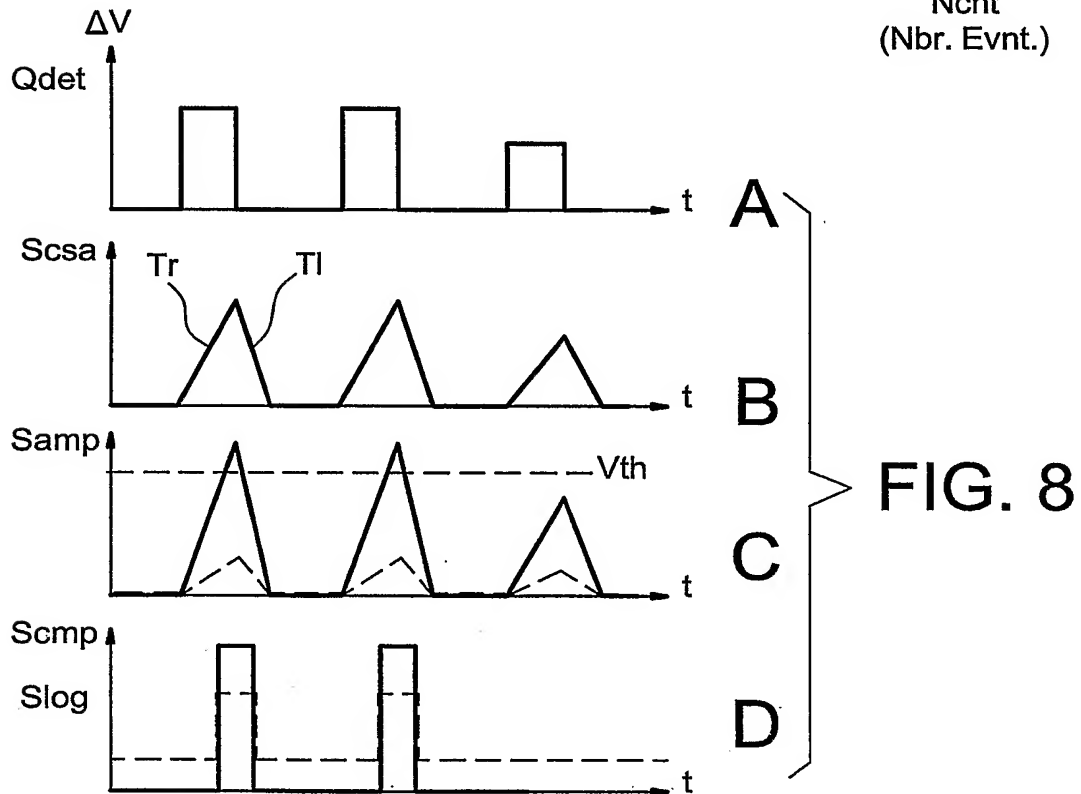 Ncnt
(Nbr. Evnt.)
ΔV
Qdet
t
A
Scsa
Tr
Tl
t
B
Samp
Vth
t
C
FIG. 8
Scmp
Slog
t
D